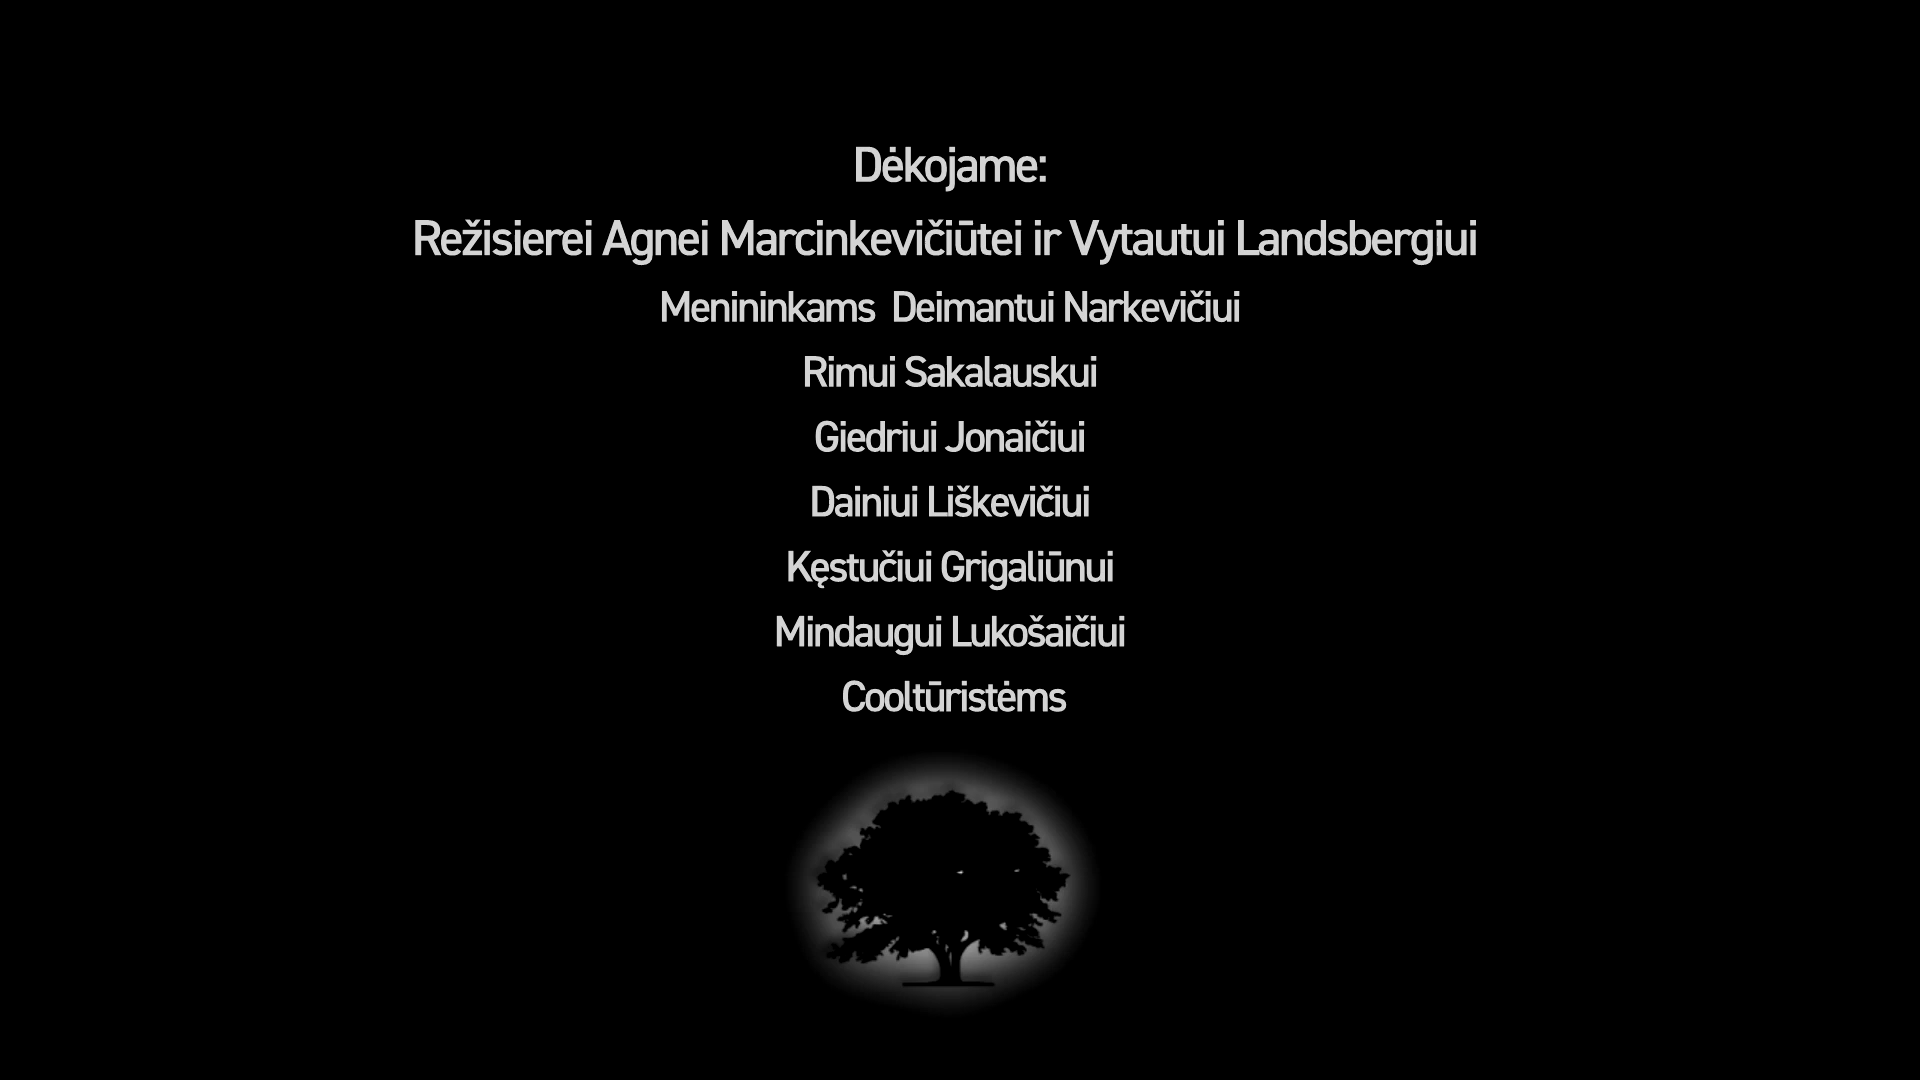 Dėkojame:
Režisierei Agnei Marcinkevičiūtei ir Vytautui Landsbergiui
Menininkams Deimantui Narkevičiui
Rimui Sakalauskui
Giedriui Jonaičiui
Dainiui Liškevičiui
Kęstučiui Grigaliūnui
Mindaugui Lukošaičiui
Cooltūristėms